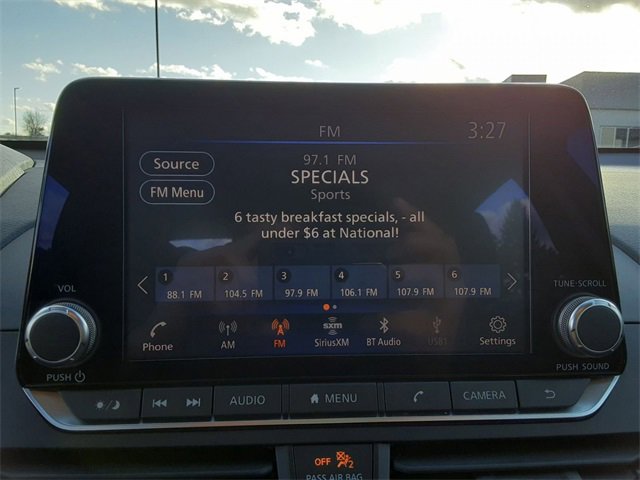 FM
3:27
Source
97.1 FM
SPECIALS
FM Menu
Sports
6 tasty breakfast specials, - all
under $6 at National!
1 2 3 4 5 6
88.1 FM 104.5 FM 97.9 FM 106.1 FM 107.9 FM 107.9 FM
VOL
TUNE·SCROLL
sxm
Phone AM FM SiriusXM BT Audio USB1 Settings
PUSH
PUSH SOUND
AUDIO MENU CAMERA
OFF 2
PASS AIR BAG